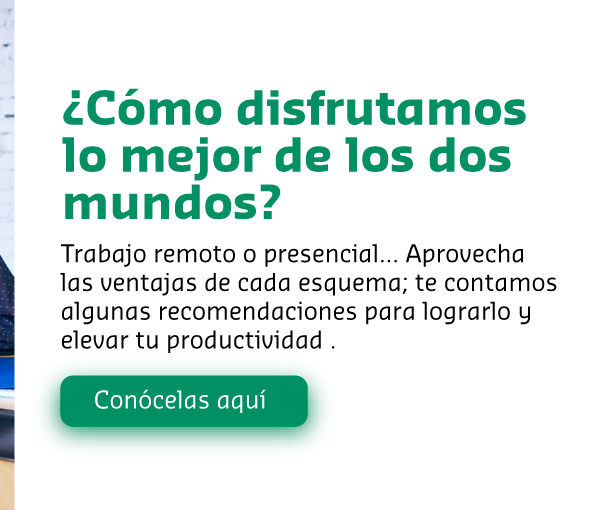 ¿Cómo disfrutamos
lo mejor de los dos
mundos?
Trabajo remoto o presencial... Aprovecha
las ventajas de cada esquema; te contamos
algunas recomendaciones para lograrlo y
elevar tu productividad .
Conócelas aquí